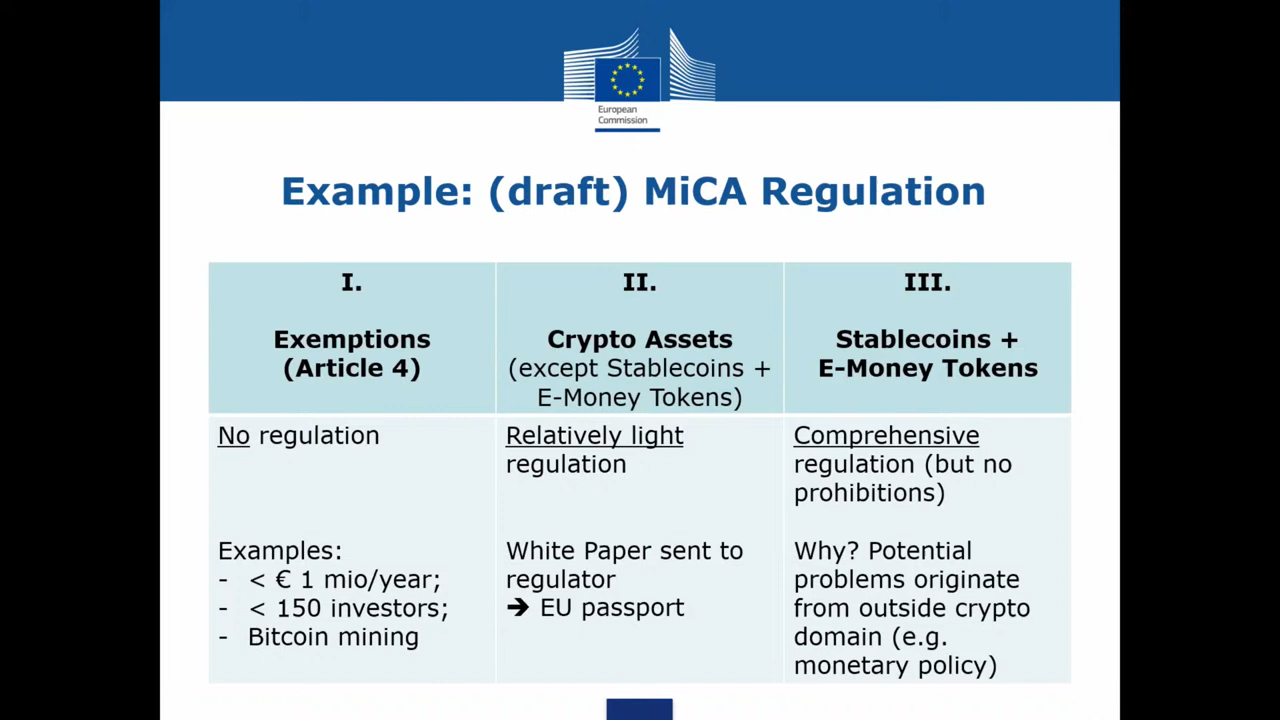 European
Commission
Example: (draft) MiCA Regulation
I.
Exemptions
(Article 4)
II.
Crypto Assets
(except Stablecoins +
E-Money Tokens)
III.
Stablecoins +
E-Money Tokens
No regulation
Examples:
- < € 1 mio/year;
- < 150 investors;
- Bitcoin mining
Relatively light
regulation
White Paper sent to
regulator
➔ EU passport
Comprehensive
regulation (but no
prohibitions)
Why? Potential
problems originate
from outside crypto
domain (e.g.
monetary policy)